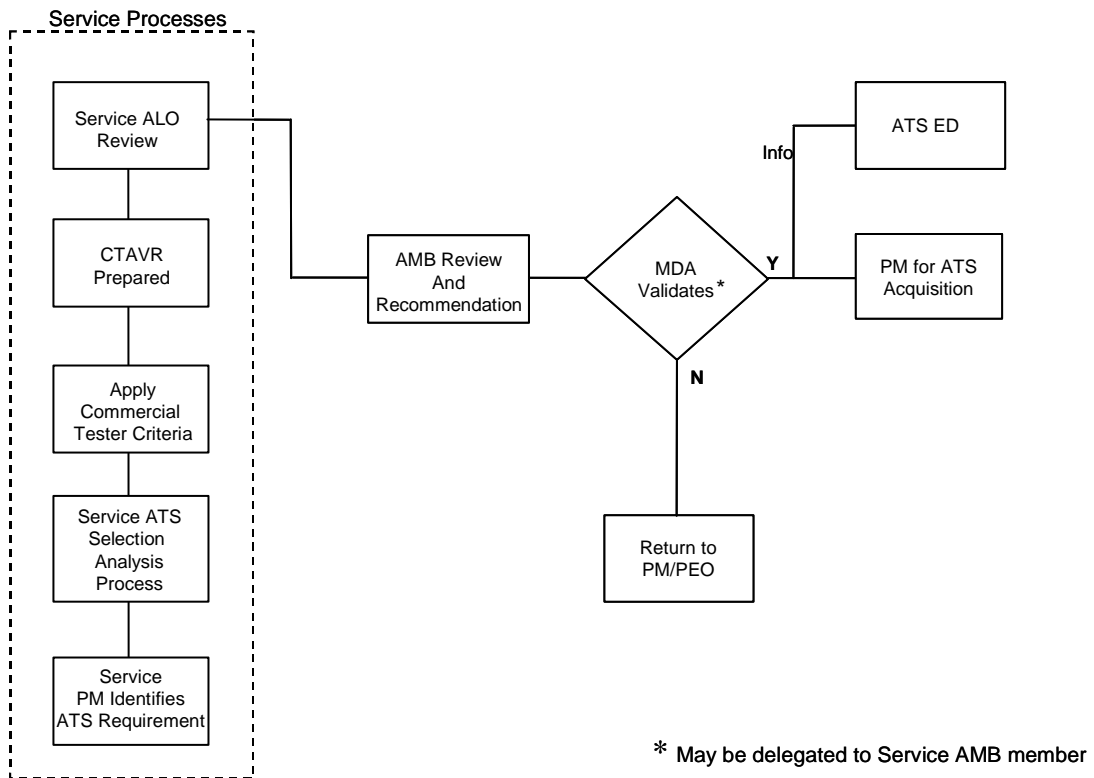 Service Processes
Service ALO
Review
CTAVR
Prepared
Apply
Commercial
Tester Criteria
Service ATS
Selection
Analysis
Process
Service
PM Identifies
ATS Requirement
AMB Review
And
Recommendation
MDA
Validates*
Y
N
Info
ATS ED
PM for ATS
Acquisition
Return to
PM/PEO
* May be delegated to Service AMB member